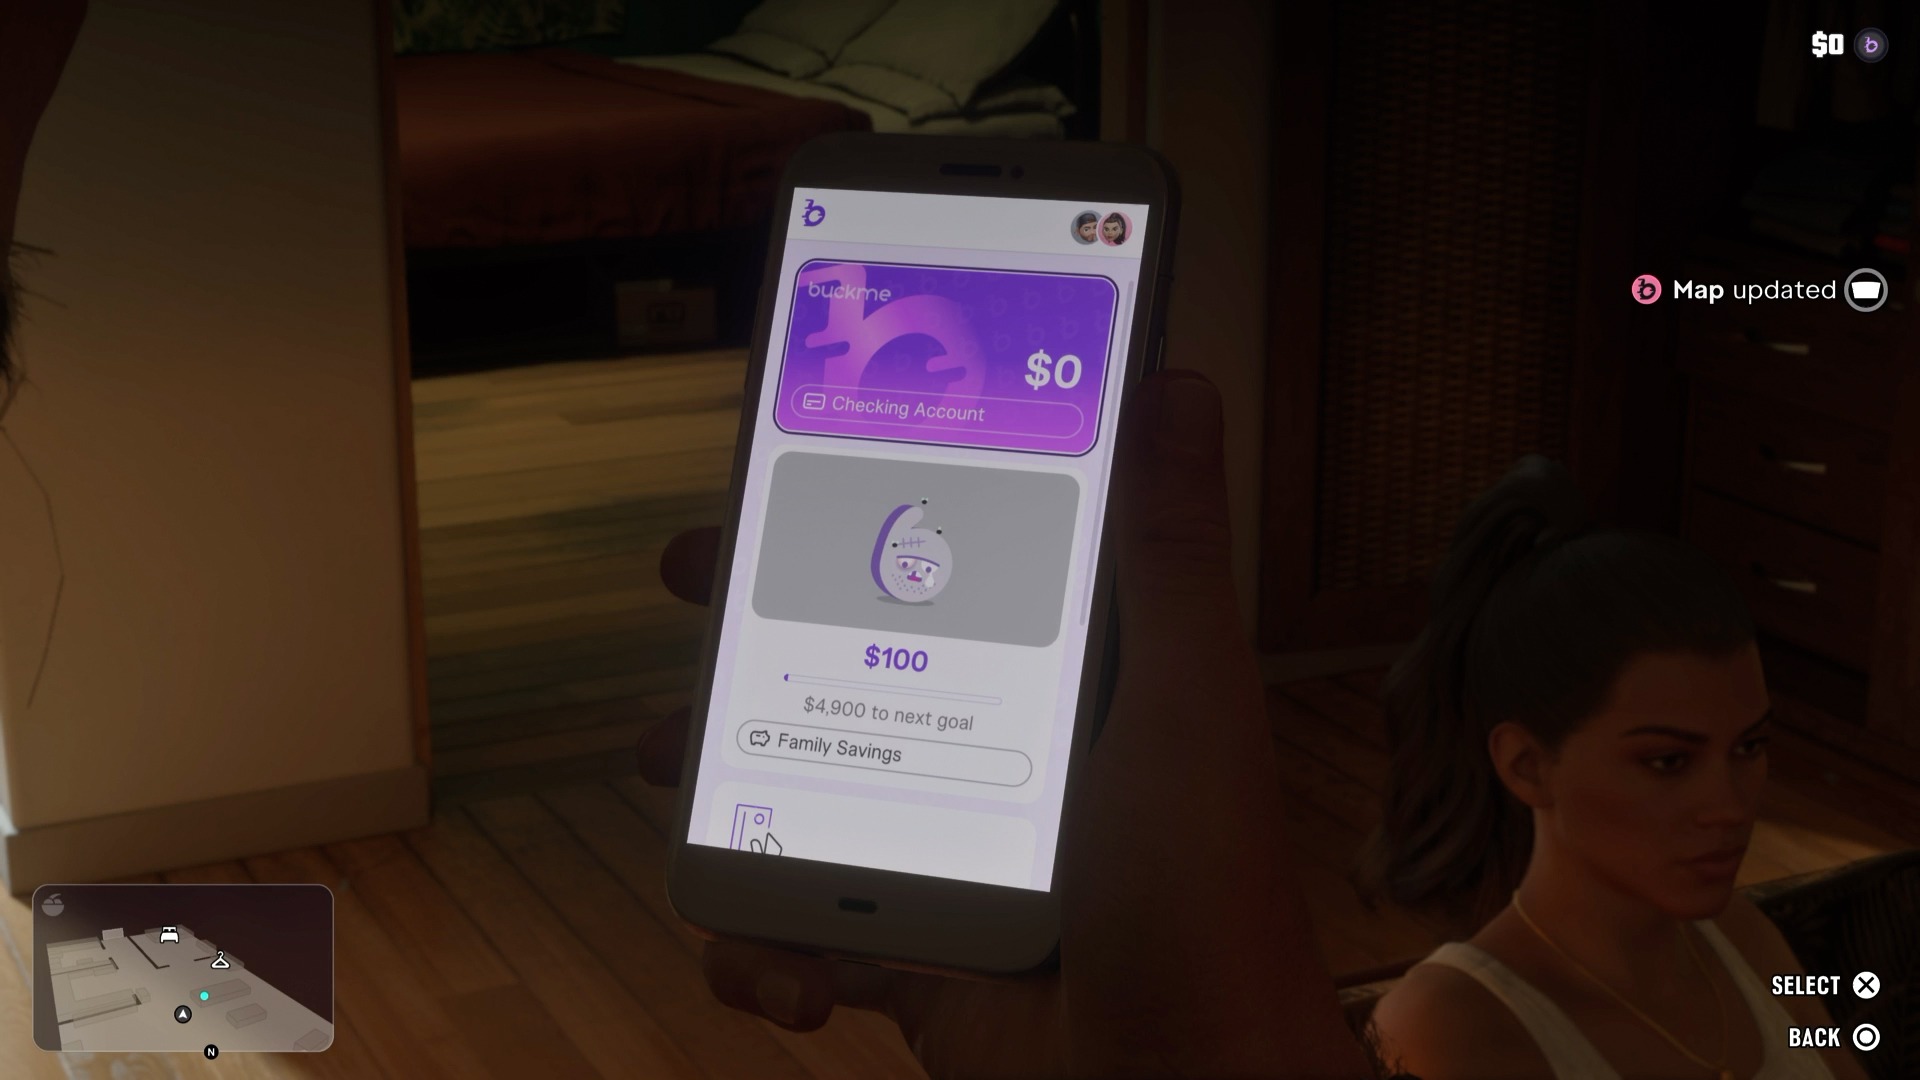 $0
Map updated
buckme
$0
Checking Account
$100
$4,900 to next goal
Family Savings
N
SELECT
BACK